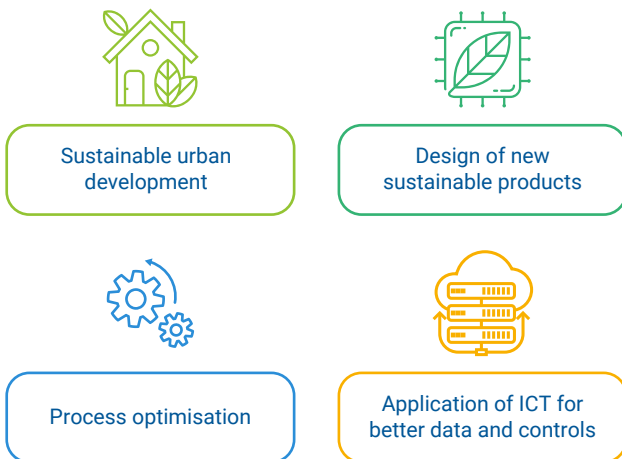 Sustainable urban
development
Design of new
sustainable products
Process optimisation
Application of ICT for
better data and controls